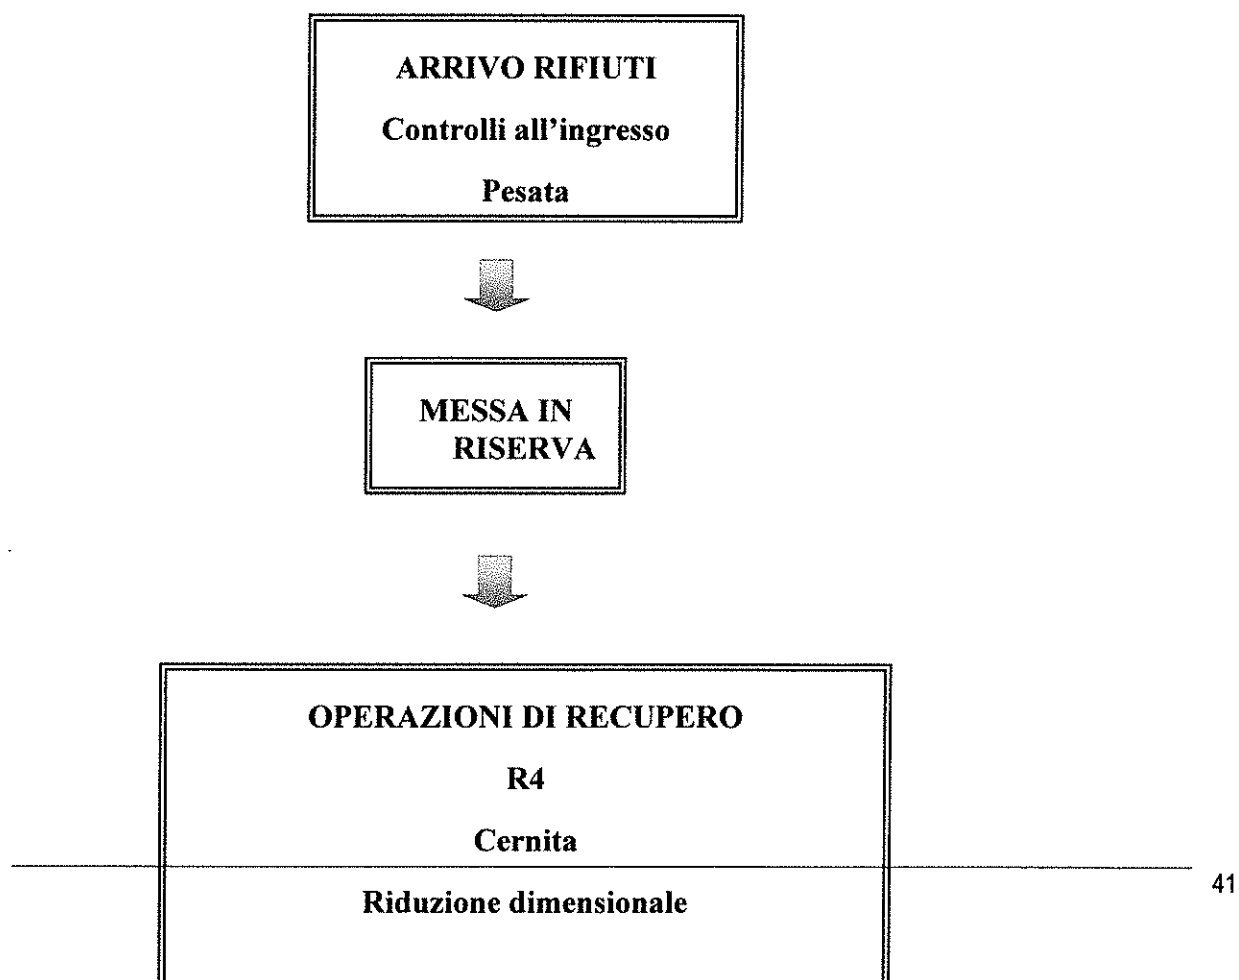 ARRIVO RIFIUTI
Controlli all’ingresso
Pesata
MESSA IN
RISERVA
OPERAZIONI DI RECUPERO
R4
Cernita
Riduzione dimensionale
41